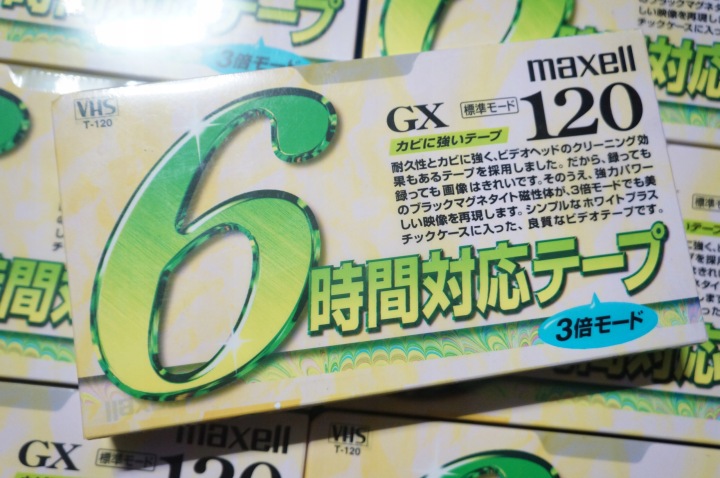 3倍モード
VHS
T-120
maxell
GX
標準モード
120
カビに強いテープ
耐久性とカビに強く、ビデオヘッドのクリーニング効
果もあるテープを採用しました。だから、録っても
録っても画像はきれいです。そのうえ、強力パワー
のブラックマグネタイト磁性体が、3倍モードでも美
しい映像を再現します。シンプルなホワイトプラス
チックケースに入った、良質なビデオテープです。
6
時間対応テープ
3倍モード
maxell
GX
標準モード
120
VHS
T-120